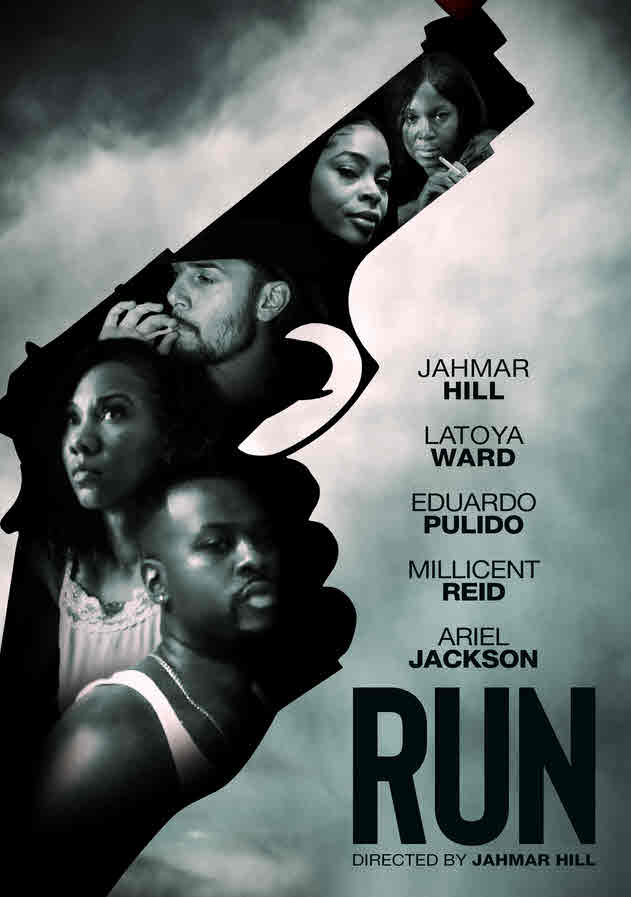 JAHMAR
HILL
LATOYA
WARD
EDUARDO
PULIDO
MILLICENT
REID
ARIEL
JACKSON
RUN
DIRECTED BY JAHMAR HILL